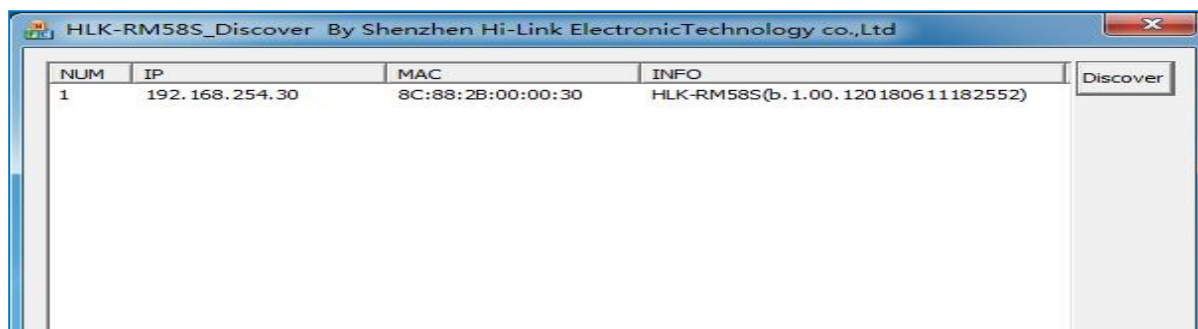 HLK-RM58S_Discover By Shenzhen Hi-Link ElectronicTechnology co.,Ltd
NUM IP MAC INFO Discover
1 192.168.254.30 8C:88:2B:00:00:30 HLK-RM58S(b.1.00.120180611182552)